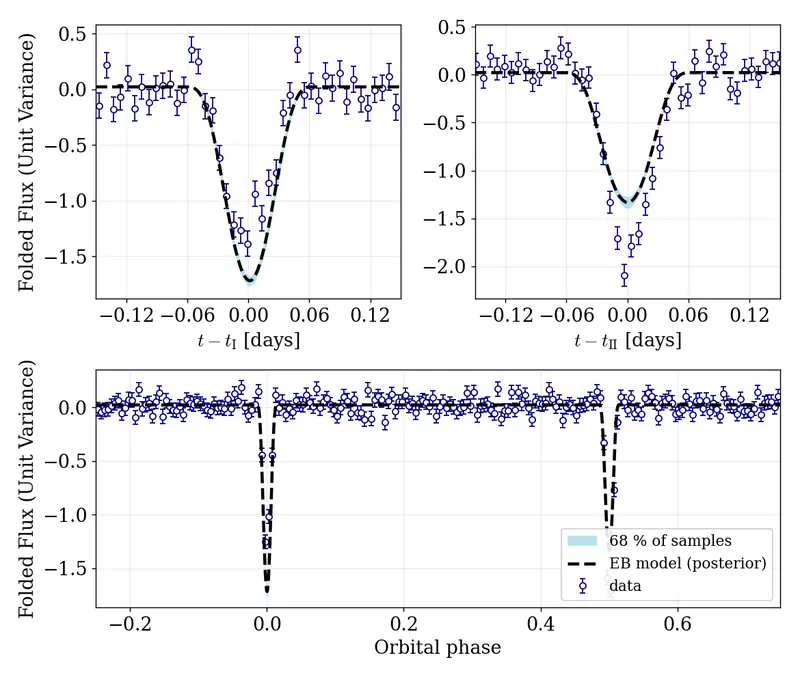 Folded Flux (Unit Variance)
0.5
0.0
−0.5
−1.0
−1.5
−0.12 −0.06 0.00 0.06 0.12
t − tI [days]
0.5
0.0
−0.5
−1.0
−1.5
−2.0
−0.12 −0.06 0.00 0.06 0.12
t − tII [days]
Folded Flux (Unit Variance)
0.0
−0.5
−1.0
−1.5
68 % of samples
EB model (posterior)
data
−0.2 0.0 0.2 0.4 0.6
Orbital phase